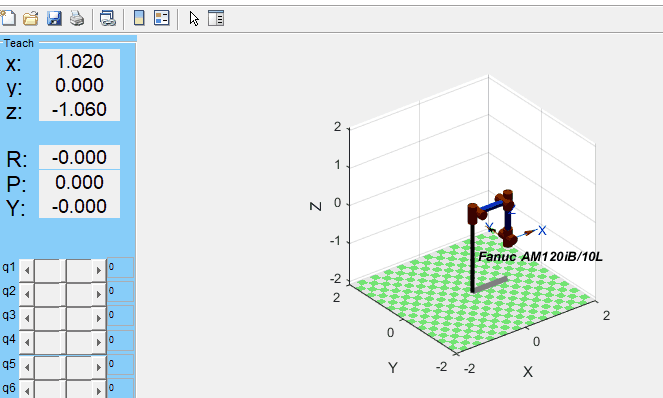 Teach
x: 1.020
y: 0.000
z: -1.060
R: -0.000
P: 0.000
Y: -0.000
q1 0
q2 0
q3 0
q4 0
q5 0
q6 0
2
1
0
-1
-2
Z
X
Fanuc AM120iB/10L
2
0
-2
Y
-2
0
2
X